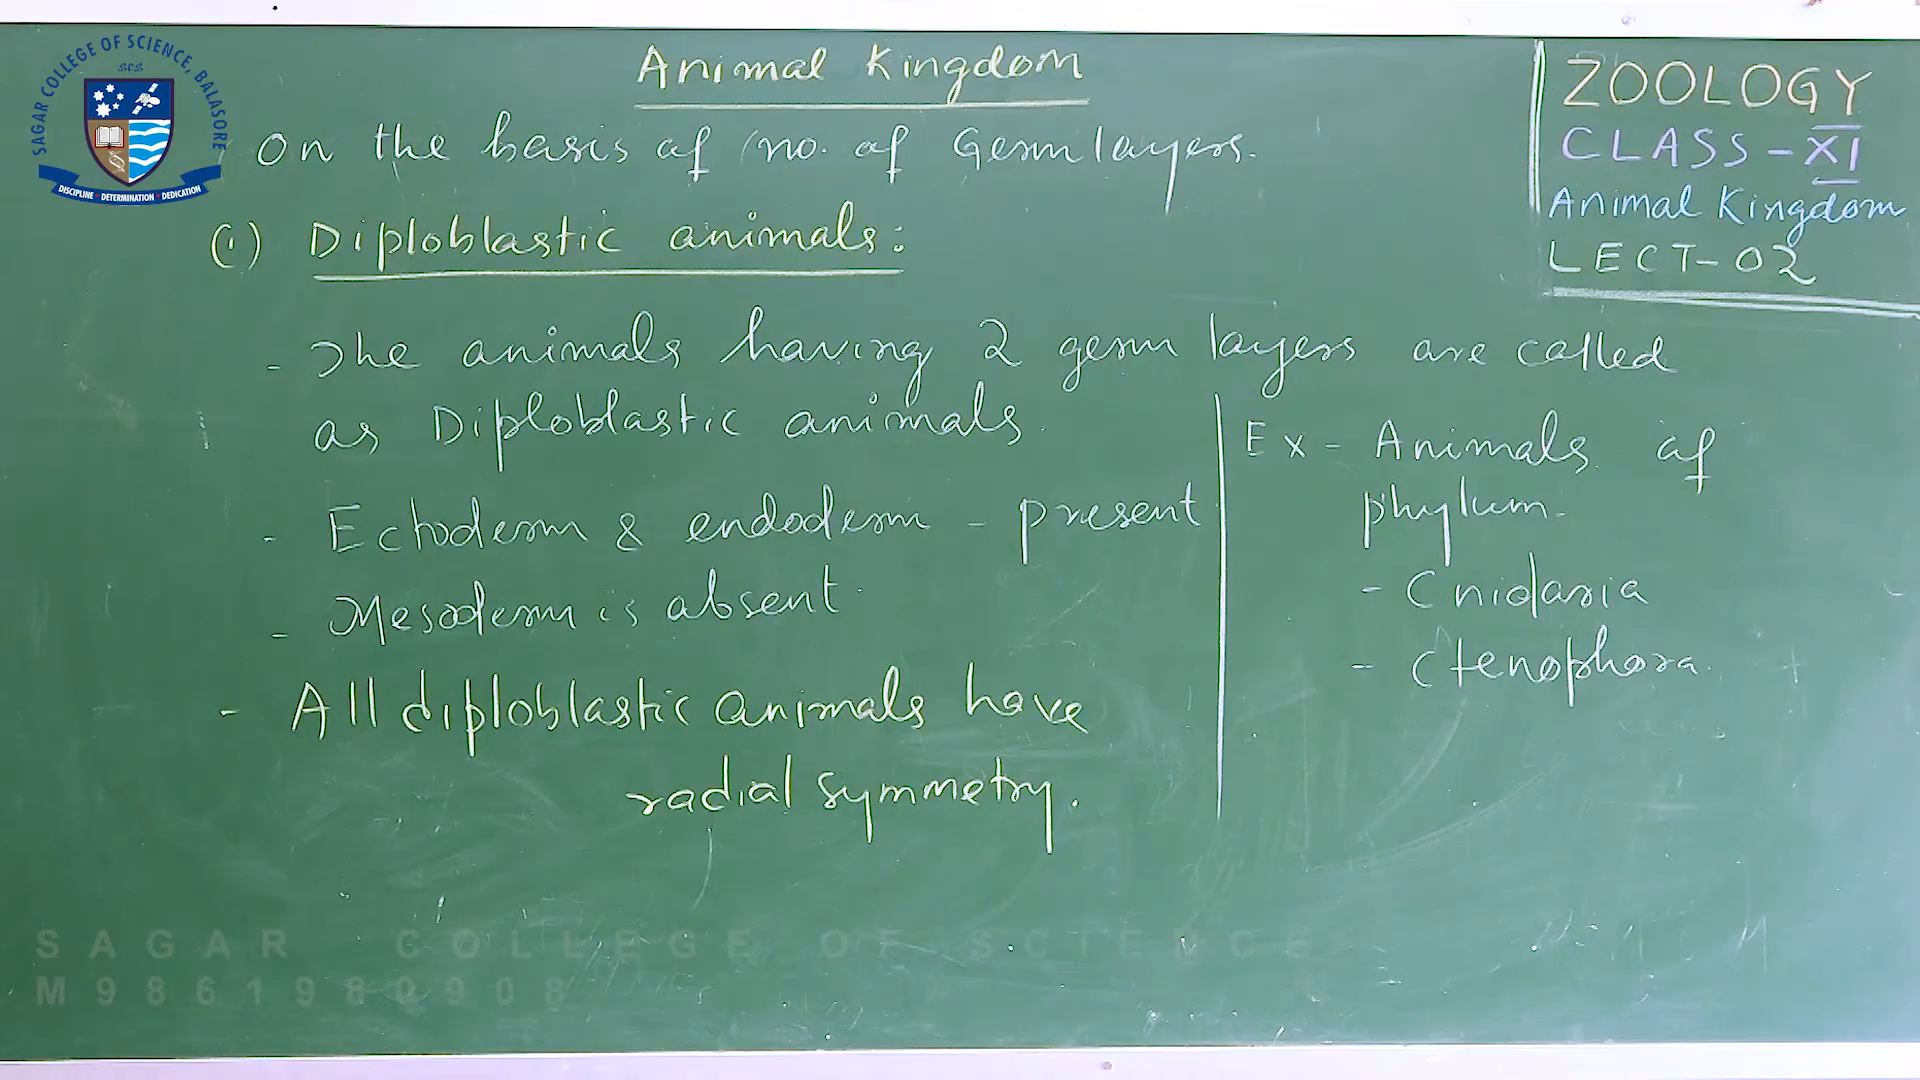 SAGAR COLLEGE OF SCIENCE, BALASORE
SCS
DISCIPLINE • DETERMINATION • DEDICATION
Animal Kingdom
ZOOLOGY
CLASS - XI
Animal Kingdom
LECT-02
On the basis of no. of Germ layers.
(i) Diploblastic animals:
- The animals having 2 germ layers are called
as Diploblastic animals.
- Ectoderm & endoderm - present
- Mesoderm is absent.
- All diploblastic animals have
radial symmetry.
Ex - Animals of
phylum.
- Cnidaria
- Ctenophora.
SAGAR COLLEGE OF SCIENCE
M9861980908